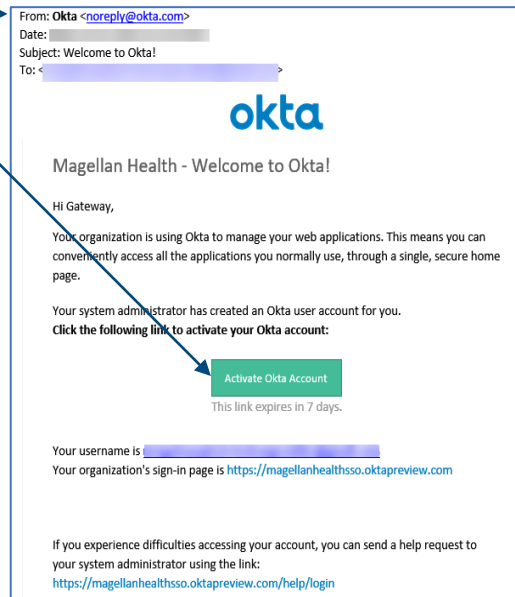 From: Okta <noreply@okta.com>
Date:
Subject: Welcome to Okta!
To: < >
okta
Magellan Health - Welcome to Okta!
Hi Gateway,
Your organization is using Okta to manage your web applications. This means you can
conveniently access all the applications you normally use, through a single, secure home
page.
Your system administrator has created an Okta user account for you.
Click the following link to activate your Okta account:
Activate Okta Account
This link expires in 7 days.
Your username is
Your organization's sign-in page is https://magellanhealthsso.oktapreview.com
If you experience difficulties accessing your account, you can send a help request to
your system administrator using the link:
https://magellanhealthsso.oktapreview.com/help/login